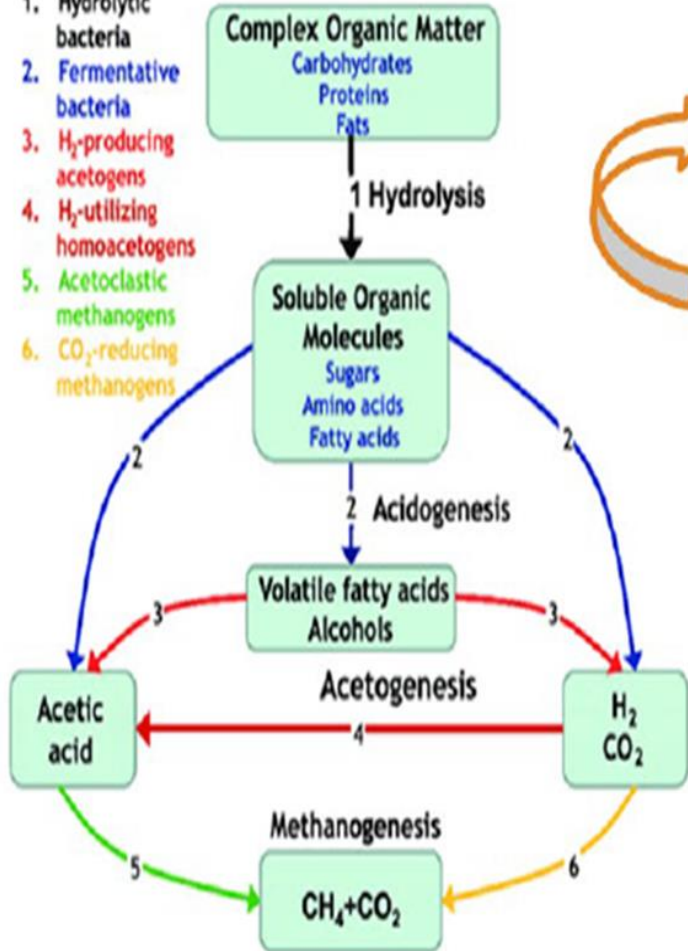 1. Hydrolytic
bacteria
2. Fermentative
bacteria
3. H₂-producing
acetogens
4. H₂-utilizing
homoacetogens
5. Acetoclastic
methanogens
6. CO₂-reducing
methanogens
Complex Organic Matter
Carbohydrates
Proteins
Fats
1 Hydrolysis
Soluble Organic
Molecules
Sugars
Amino acids
Fatty acids
2
2
2 Acidogenesis
Volatile fatty acids
Alcohols
3
3
Acetogenesis
Acetic
acid
4
H₂
CO₂
Methanogenesis
5
6
CH₄+CO₂